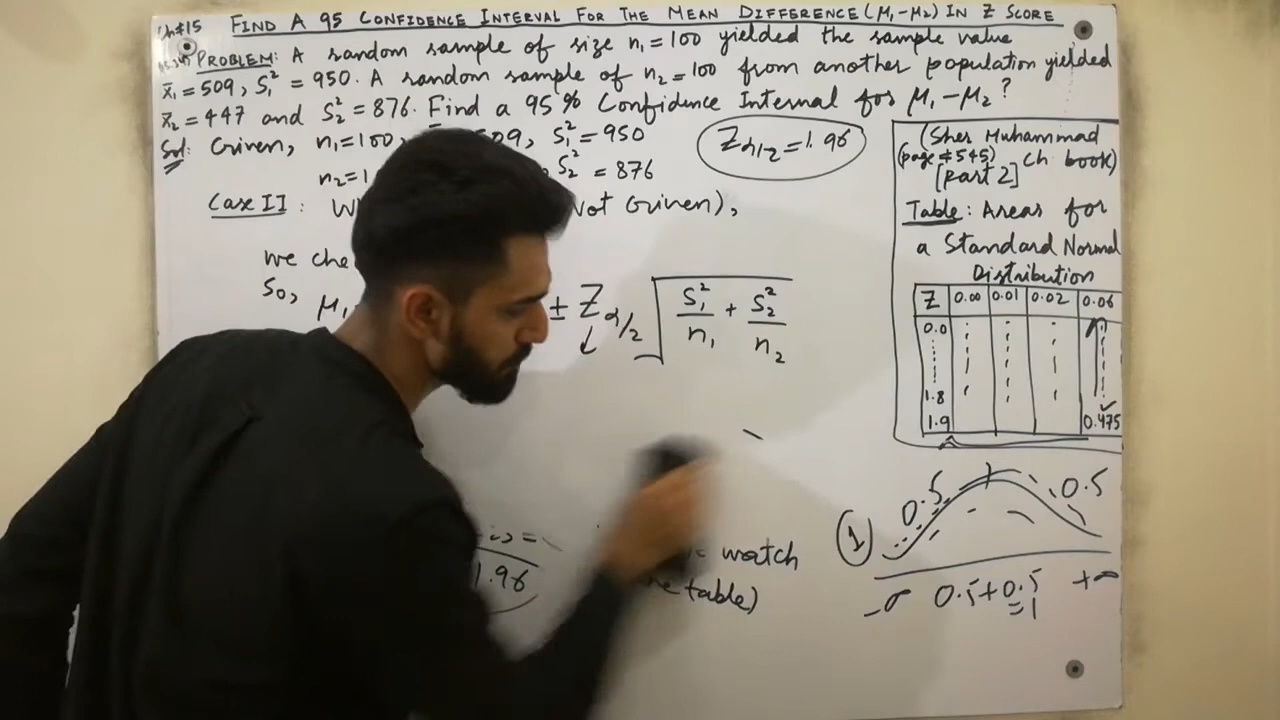 Ch#15 FIND A 95 CONFIDENCE INTERVAL FOR THE MEAN DIFFERENCE (μ₁-μ₂) IN Z SCORE
PROBLEM: A random sample of size n₁=100 yielded the sample value
x̄₁=509, S₁²=950. A random sample of n₂=100 from another population yielded
x̄₂=447 and S₂²=876. Find a 95% Confidence Interval for μ₁-μ₂?
Sol: Given, n₁=100, 509, S₁²=950
n₂=1 S₂²=876
Z α/2 = 1.96
Case II: Not Given),
we che
So, μ₁ ± Z α/2 √ S₁²/n₁ + S₂²/n₂
is =
1.96
watch
table)
(Sher Muhammad
(page #545) Ch book)
[part 2]
Table: Areas for
a Standard Normal
Distribution
Z 0.00 0.01 0.02 0.06
0.0
1.8
1.9 0.475
0.5 0.5
1
-∞ 0.5+0.5 +∞
=1